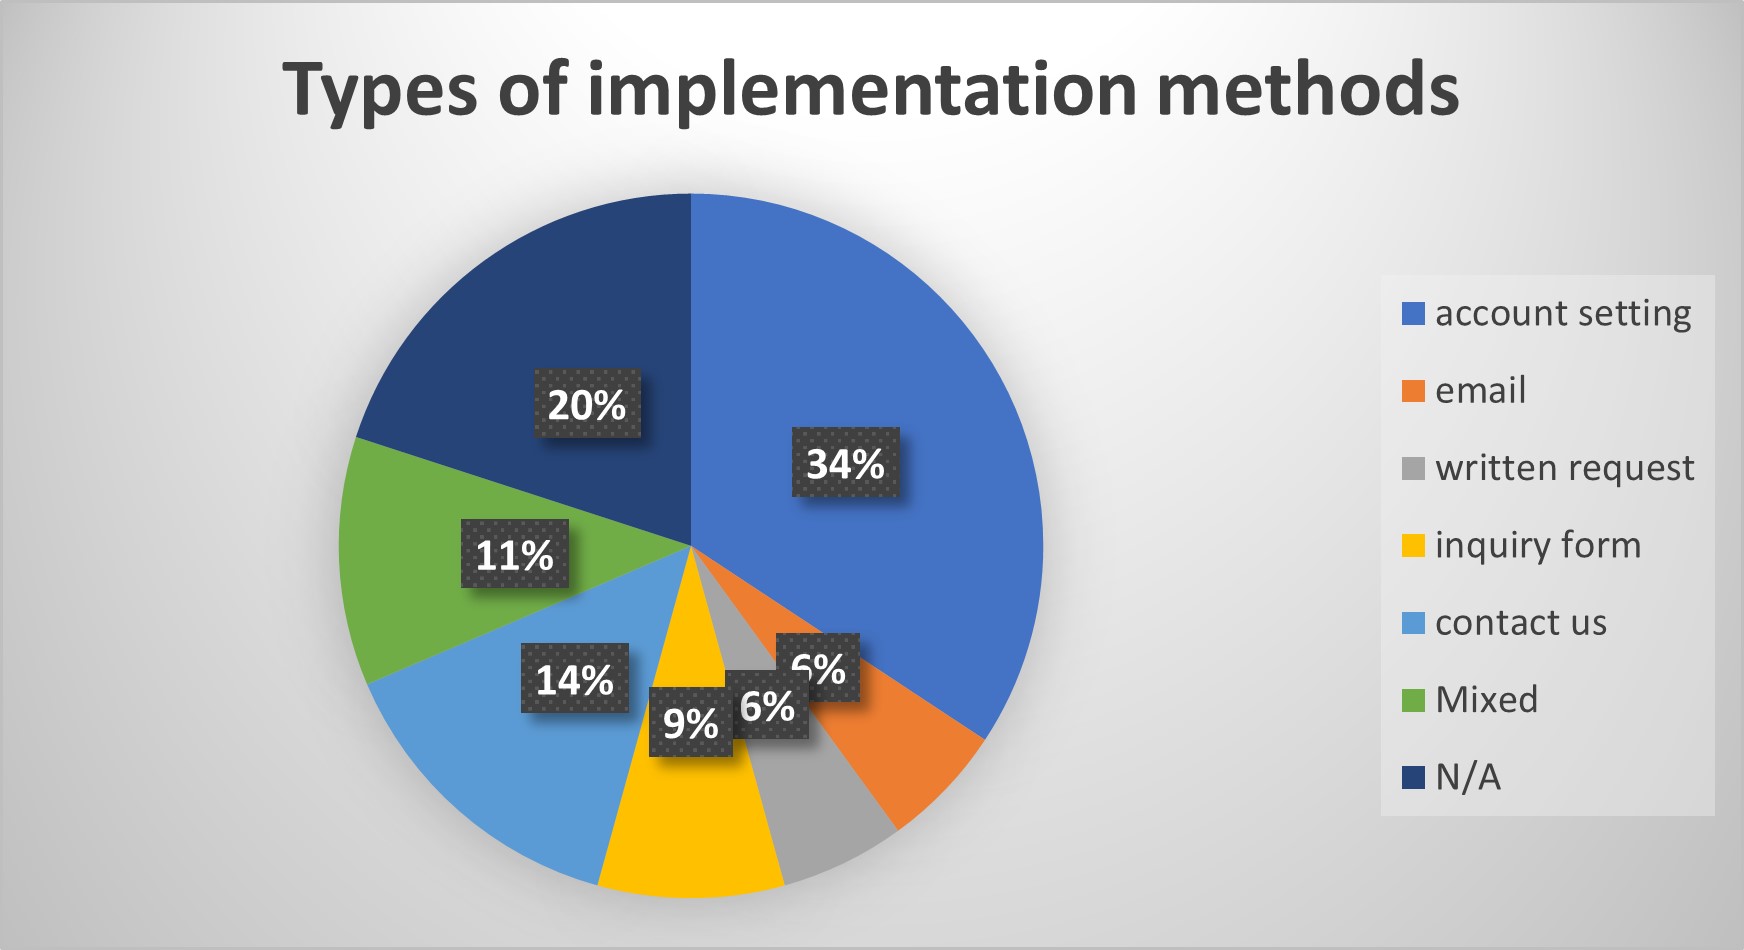 Types of implementation methods
34%
6%
6%
9%
14%
11%
20%
account setting
email
written request
inquiry form
contact us
Mixed
N/A